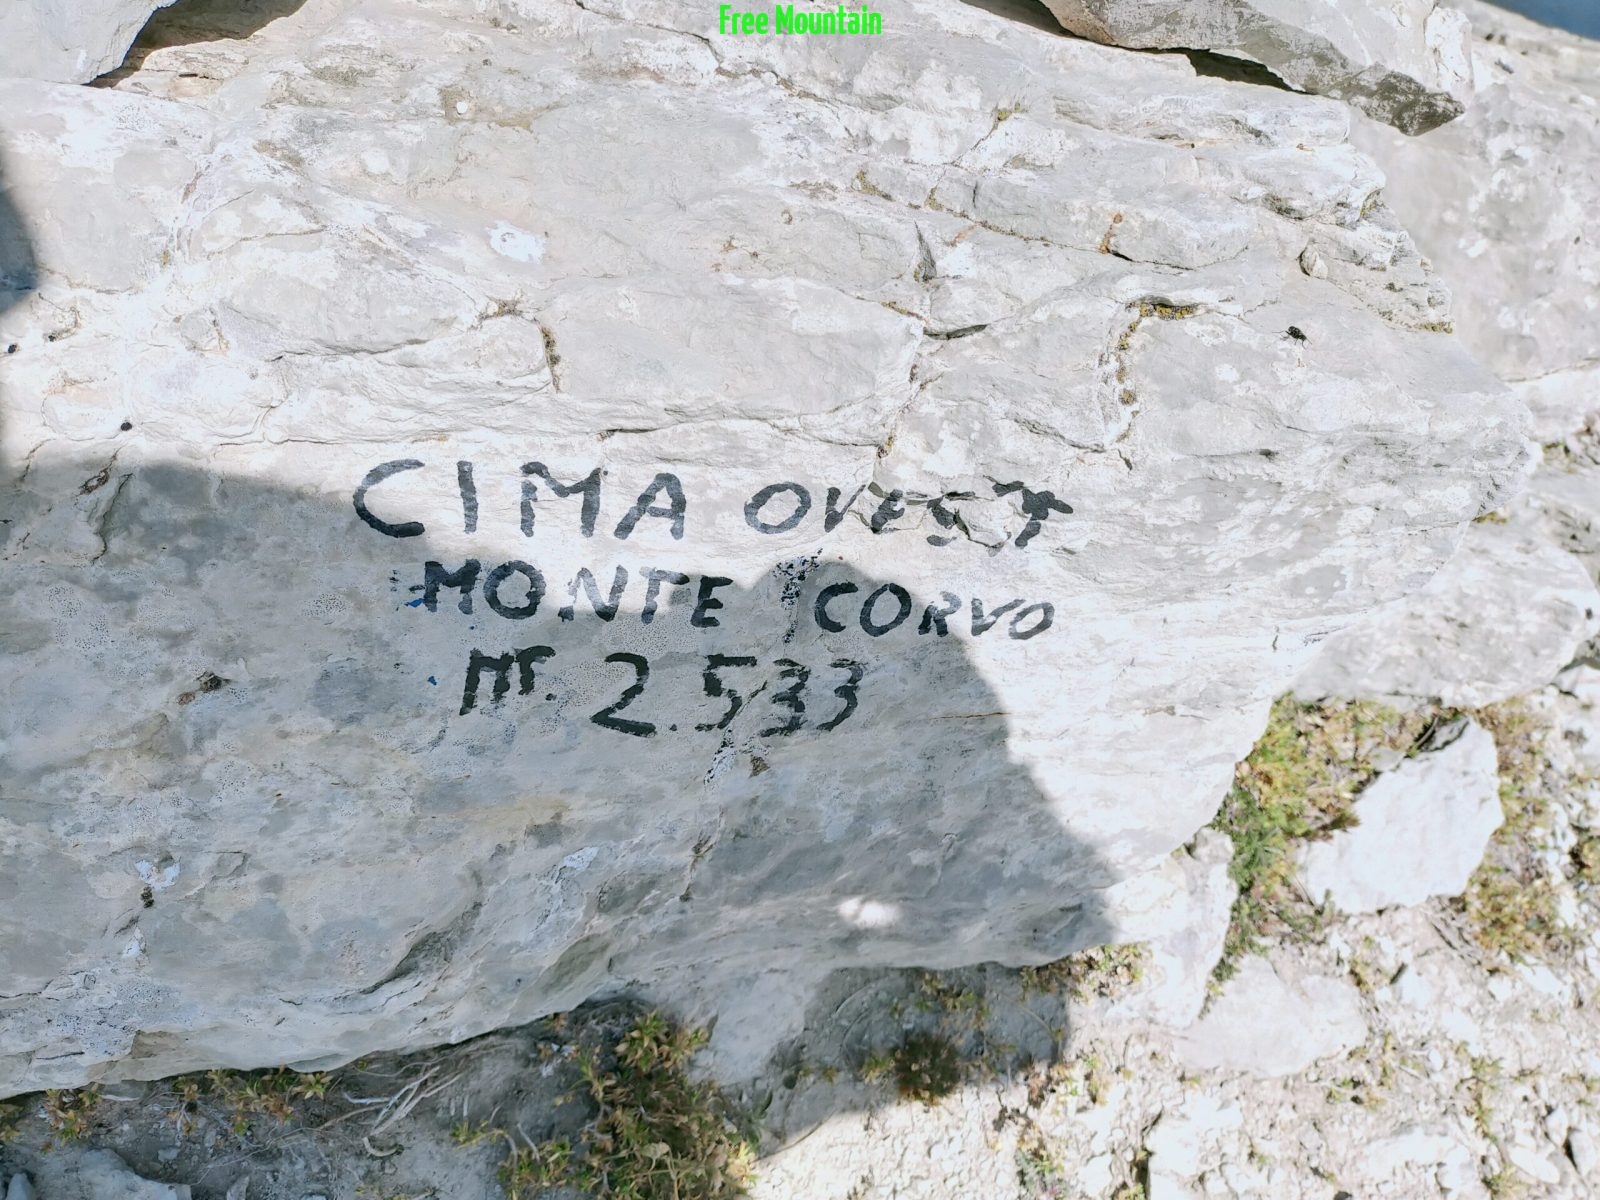 Free Mountain
CIMA OVEST
MONTE CORVO
MT. 2.533